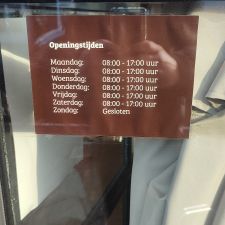 Openingstijden
Maandag: 08:00 - 17:00 uur
Dinsdag: 08:00 - 17:00 uur
Woensdag: 08:00 - 17:00 uur
Donderdag: 08:00 - 17:00 uur
Vrijdag: 08:00 - 17:00 uur
Zaterdag: 08:00 - 17:00 uur
Zondag: Gesloten